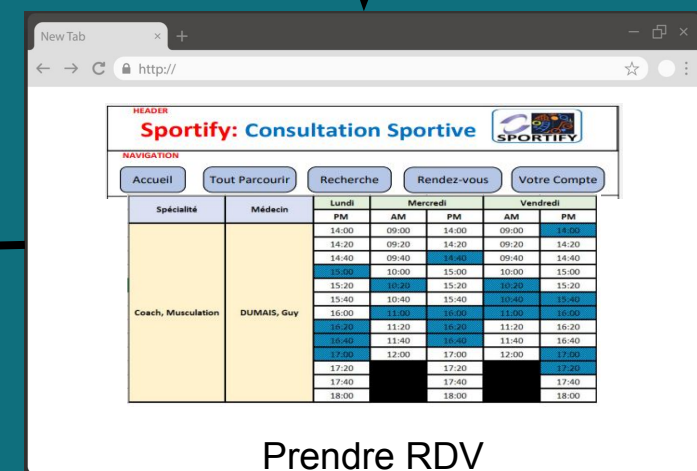 New Tab
http://
HEADER
Sportify: Consultation Sportive
SPORTIFY
NAVIGATION
Accueil Tout Parcourir Recherche Rendez-vous Votre Compte
Spécialité Médecin Lundi Mercredi Vendredi
PM AM PM AM PM
14:00 09:00 14:00 09:00 14:00
14:20 09:20 14:20 09:20 14:20
14:40 09:40 14:40 09:40 14:40
15:00 10:00 15:00 10:00 15:20
15:20 10:20 15:20 10:20 15:20
15:40 10:40 15:40 10:40 15:40
Coach, Musculation DUMAIS, Guy 16:00 11:00 16:00 11:00 16:00
16:20 11:20 16:20 11:20 16:20
16:40 11:40 16:40 11:40 16:40
17:00 12:00 17:00 12:00 17:00
17:20 17:20 17:20
17:40 17:40 17:40
18:00 18:00 18:00
Prendre RDV